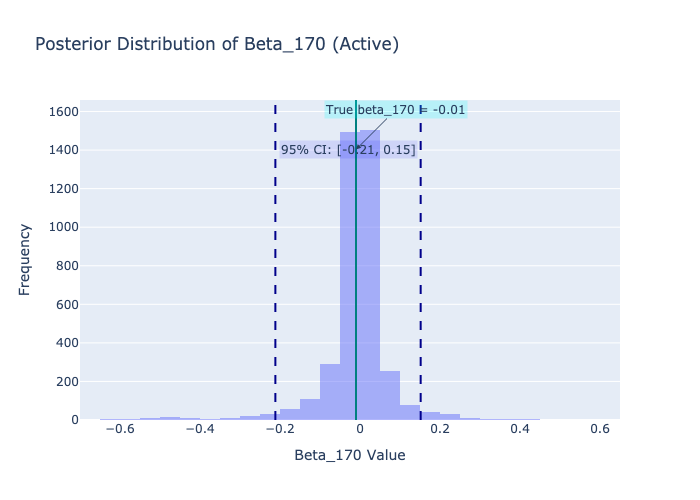 Posterior Distribution of Beta_170 (Active)
True beta_170 = -0.01
95% CI: [-0.21, 0.15]
1600
1400
1200
1000
800
600
400
200
0
Frequency
−0.6 −0.4 −0.2 0 0.2 0.4 0.6
Beta_170 Value